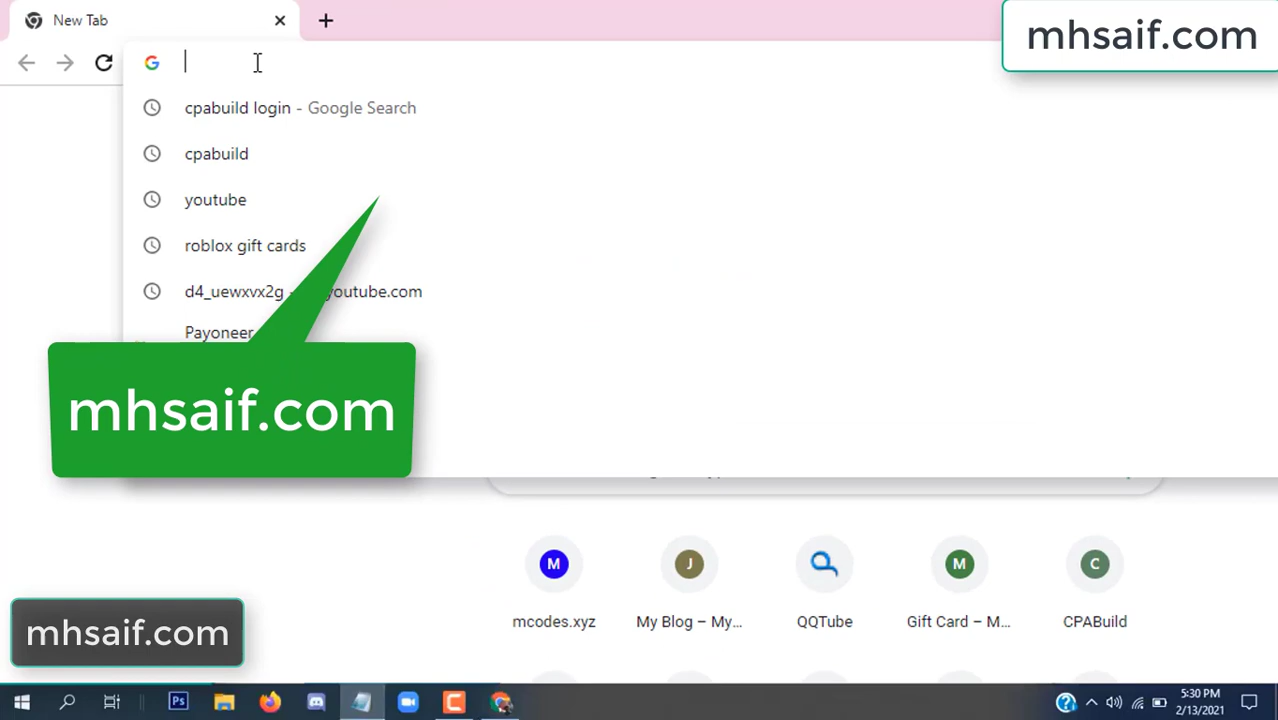 New Tab
mhsaif.com
cpabuild login - Google Search
cpabuild
youtube
roblox gift cards
d4_uewxvx2g - youtube.com
Payoneer
mhsaif.com
M
J
M
C
mcodes.xyz
My Blog – My...
QQTube
Gift Card – M...
CPABuild
mhsaif.com
Ps
5:30 PM
2/13/2021